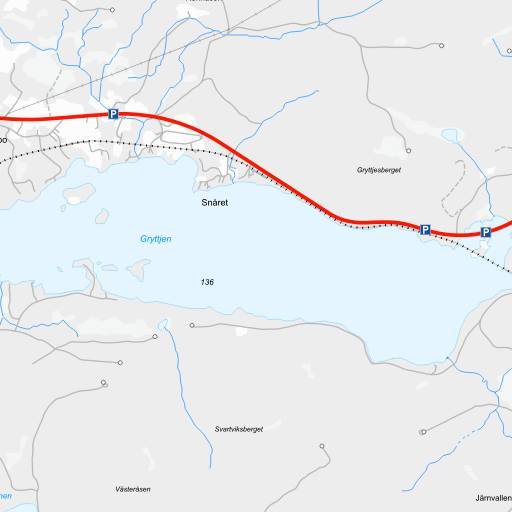 P
Gryttjesberget
Snåret
P
P
Gryttjen
136
Svartviksberget
Västeråsen
Järnvallen